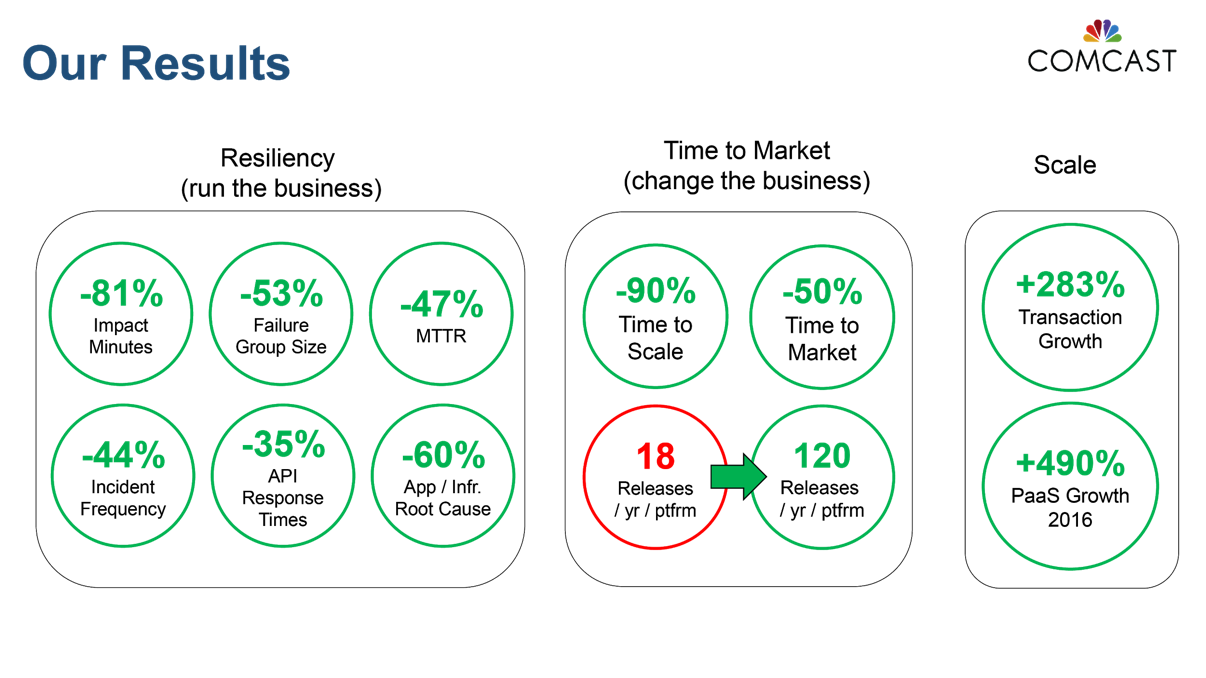 Our Results
COMCAST
Resiliency
(run the business)
-81%
Impact
Minutes
-53%
Failure
Group Size
-47%
MTTR
-44%
Incident
Frequency
-35%
API
Response
Times
-60%
App / Infr.
Root Cause
Time to Market
(change the business)
-90%
Time to
Scale
-50%
Time to
Market
18
Releases
/ yr / ptfrm
120
Releases
/ yr / ptfrm
Scale
+283%
Transaction
Growth
+490%
PaaS Growth
2016